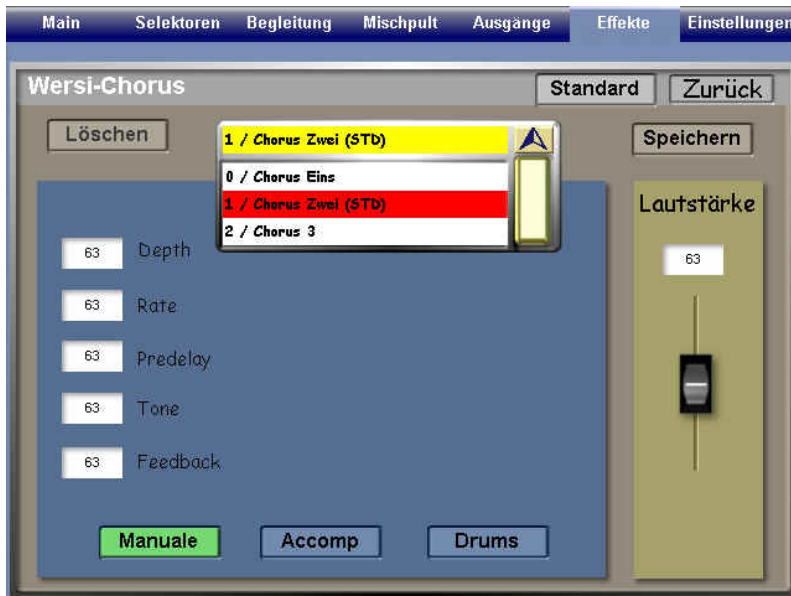 Main Selektoren Begleitung Mischpult Ausgänge Effekte Einstellungen
Wersi-Chorus Standard Zurück
Löschen 1 / Chorus Zwei (STD) Speichern
0 / Chorus Eins
1 / Chorus Zwei (STD)
2 / Chorus 3
Lautstärke
63
63 Depth
63 Rate
63 Predelay
63 Tone
63 Feedback
Manuale Accomp Drums